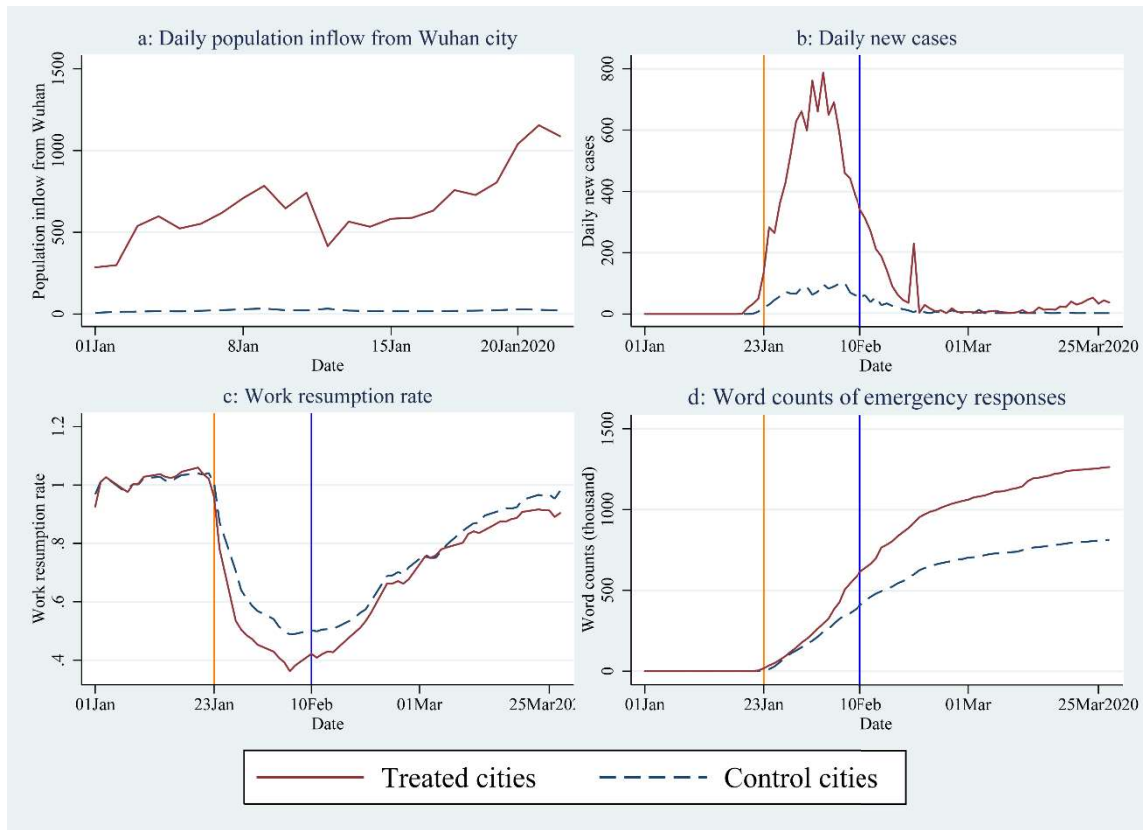 a: Daily population inflow from Wuhan city
Population inflow from Wuhan
1500
1000
500
0
01Jan 8Jan 15Jan 20Jan2020
Date
b: Daily new cases
Daily new cases
800
600
400
200
0
01Jan 23Jan 10Feb 01Mar 25Mar2020
Date
c: Work resumption rate
Work resumption rate
1.2
1
.8
.6
.4
01Jan 23Jan 10Feb 01Mar 25Mar202
Date
d: Word counts of emergency responses
Word counts (thousand)
1500
1000
500
0
01Jan 23Jan 10Feb 01Mar 25Mar2020
Date
Treated cities Control cities